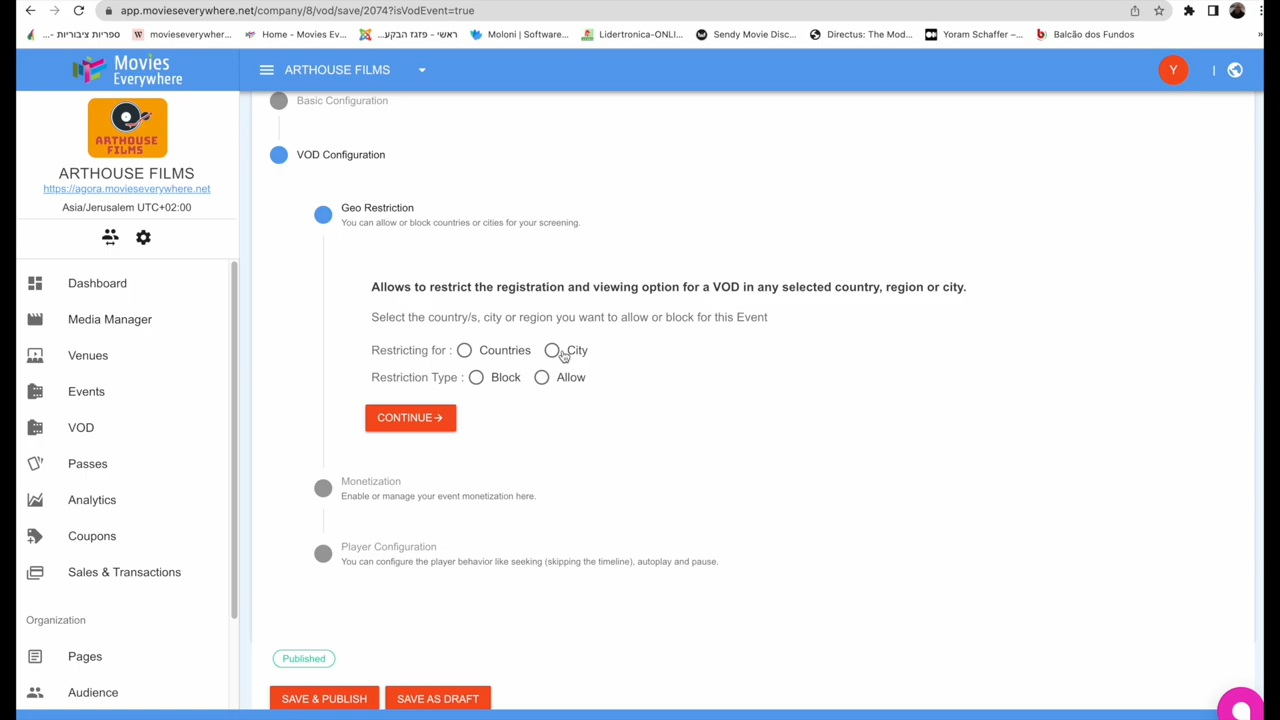 app.movieseverywhere.net/company/8/vod/save/2074?isVodEvent=true
ספריות ציבוריות -...
movieseverywhere...
Home - Movies Ev...
ראשי - פזגז הבקע...
Moloni | Software...
Lidertronica-ONLI...
Sendy Movie Disc...
Directus: The Mod...
Yoram Schaffer –...
Balcão dos Fundos
»
Movies
Everywhere
ARTHOUSE FILMS
Y
|
ARTHOUSE
FILMS
ARTHOUSE FILMS
https://agora.movieseverywhere.net
Asia/Jerusalem UTC+02:00
Dashboard
Media Manager
Venues
Events
VOD
Passes
Analytics
Coupons
Sales & Transactions
Organization
Pages
Audience
Basic Configuration
VOD Configuration
Geo Restriction
You can allow or block countries or cities for your screening.
Allows to restrict the registration and viewing option for a VOD in any selected country, region or city.
Select the country/s, city or region you want to allow or block for this Event
Restricting for : Countries City
Restriction Type : Block Allow
CONTINUE→
Monetization
Enable or manage your event monetization here.
Player Configuration
You can configure the player behavior like seeking (skipping the timeline), autoplay and pause.
Published
SAVE & PUBLISH
SAVE AS DRAFT